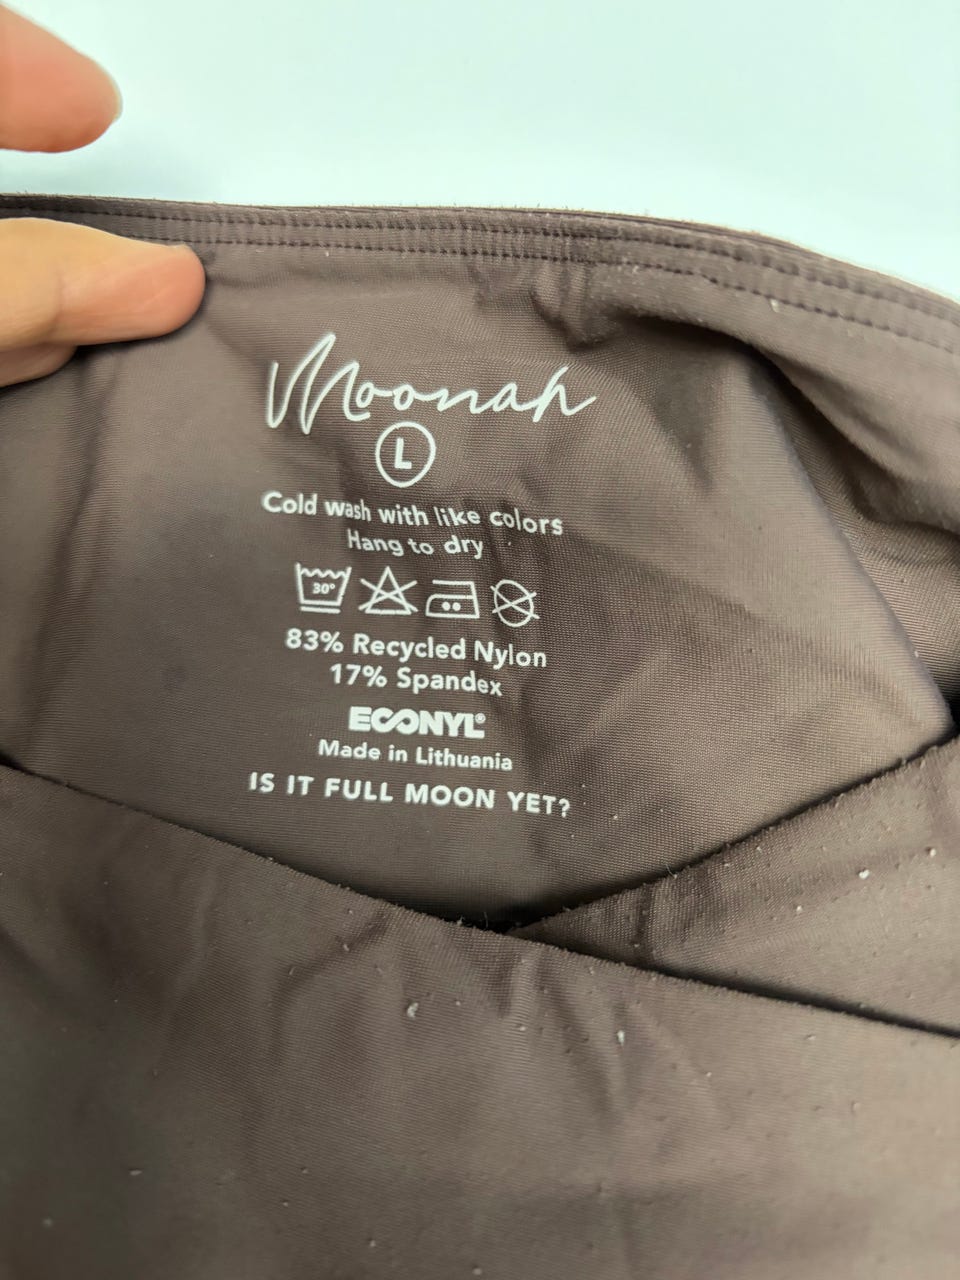 Moonah
L
Cold wash with like colors
Hang to dry
30°
83% Recycled Nylon
17% Spandex
ECONYL®
Made in Lithuania
IS IT FULL MOON YET?